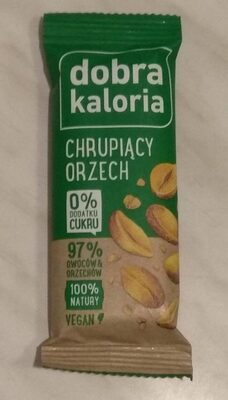 dobra
kaloria
CHRUPIĄCY
ORZECH
0%
DODATKU
CUKRU
97%
OWOCÓW &
ORZECHÓW
100%
NATURY
VEGAN